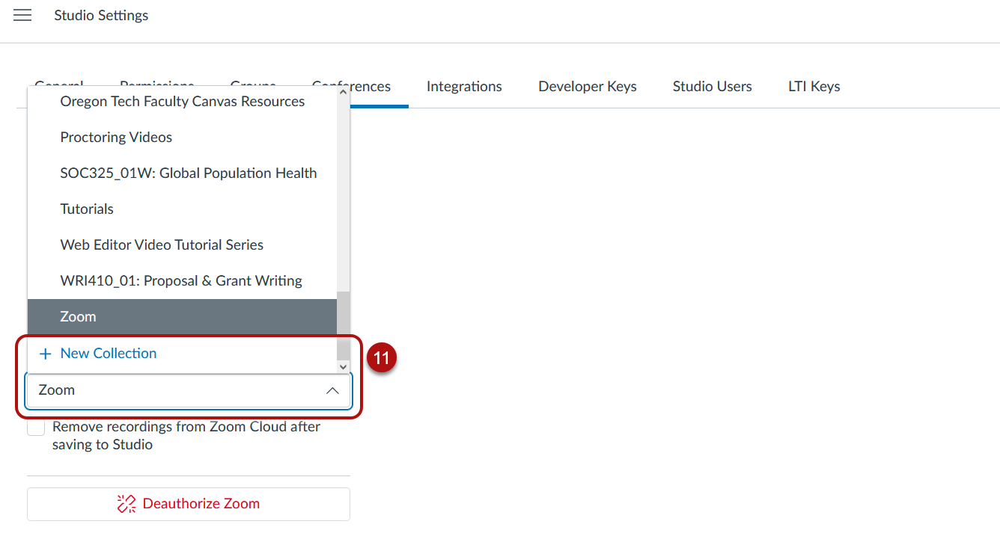 Studio Settings
General Permissions Groups Conferences Integrations Developer Keys Studio Users LTI Keys
Oregon Tech Faculty Canvas Resources
Proctoring Videos
SOC325_01W: Global Population Health
Tutorials
Web Editor Video Tutorial Series
WRI410_01: Proposal & Grant Writing
Zoom
+ New Collection
11
Zoom
Remove recordings from Zoom Cloud after
saving to Studio
Deauthorize Zoom